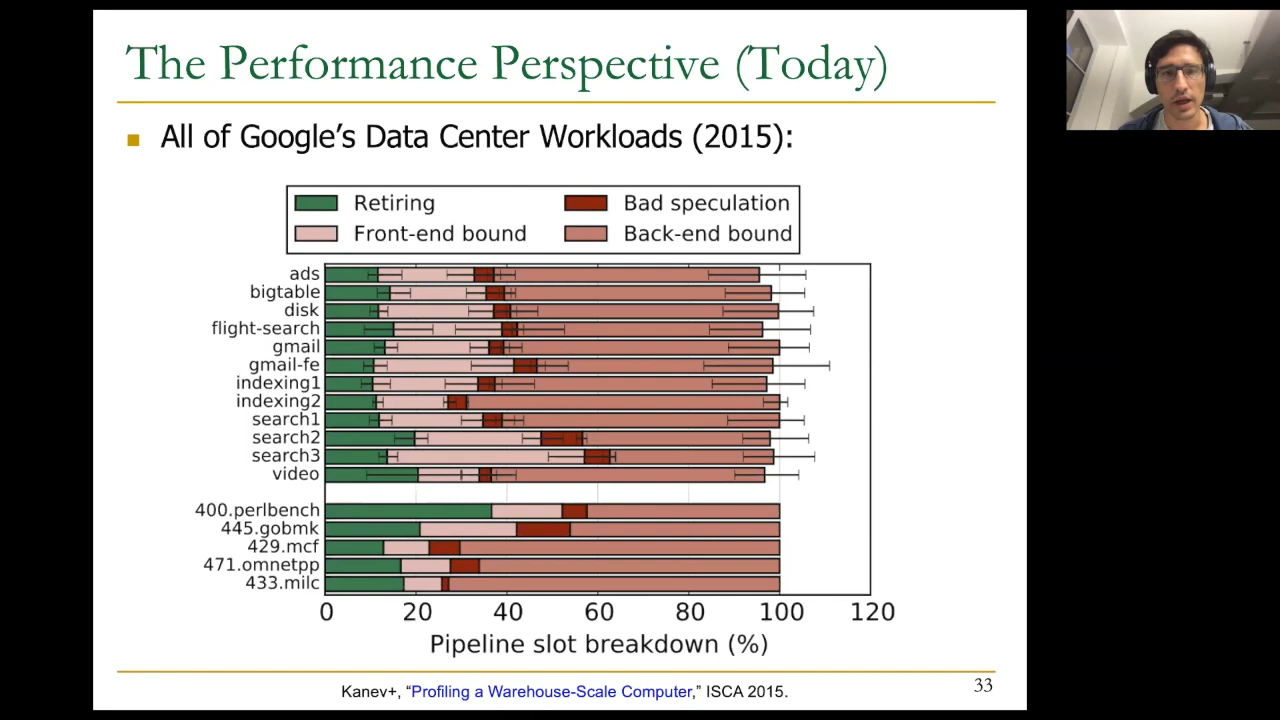 The Performance Perspective (Today)
All of Google's Data Center Workloads (2015):
Retiring
Bad speculation
Front-end bound
Back-end bound
ads
bigtable
disk
flight-search
gmail
gmail-fe
indexing1
indexing2
search1
search2
search3
video
400.perlbench
445.gobmk
429.mcf
471.omnetpp
433.milc
0 20 40 60 80 100 120
Pipeline slot breakdown (%)
Kanev+, “Profiling a Warehouse-Scale Computer,” ISCA 2015.
33